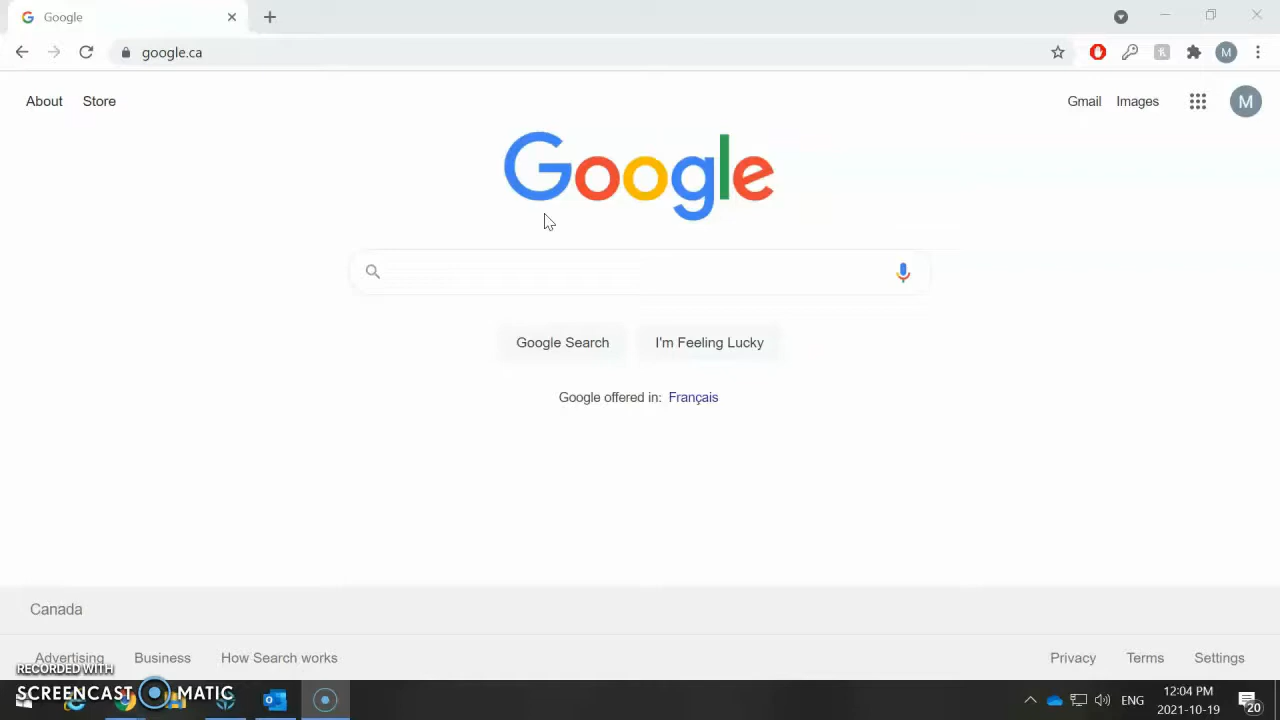 Google
google.ca
M
About
Store
Gmail
Images
M
Google
Google Search
I'm Feeling Lucky
Google offered in: Français
Canada
Advertising
Business
How Search works
Privacy
Terms
Settings
RECORDED WITH
SCREENCAST MATIC
ENG
12:04 PM
2021-10-19
20